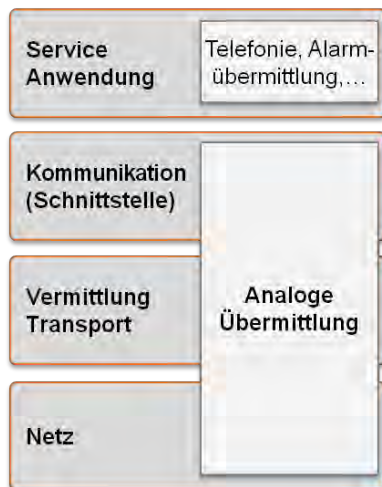 Service
Anwendung
Telefonie, Alarm-
übermittlung,…
Kommunikation
(Schnittstelle)
Vermittlung
Transport
Analoge
Übermittlung
Netz